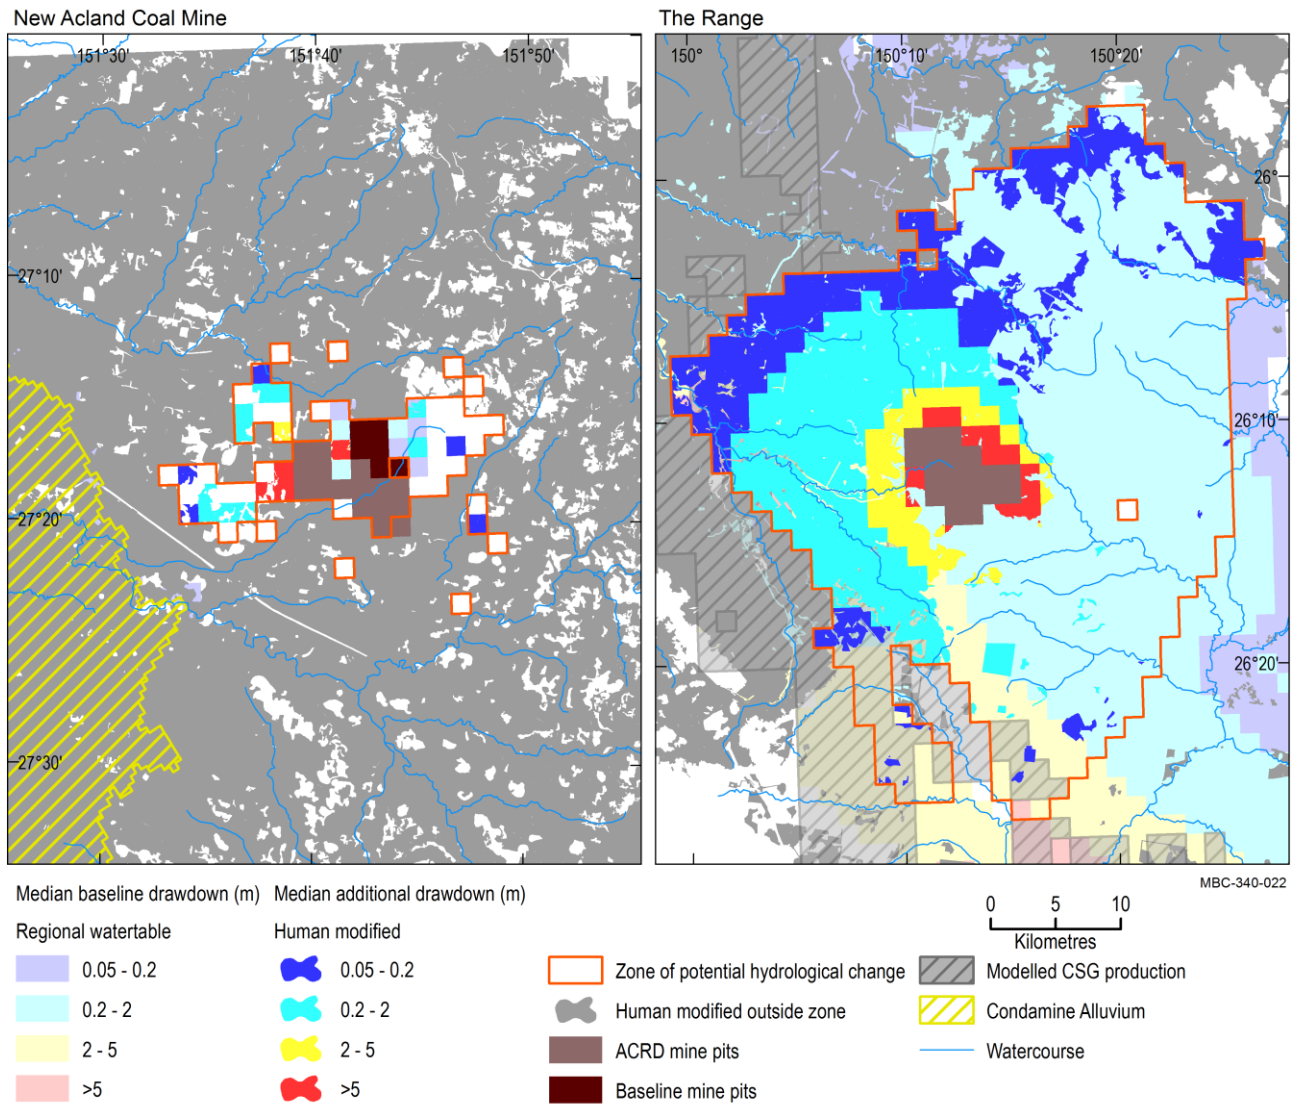 New Acland Coal Mine
The Range
151°30'
151°40'
151°50'
150°
150°10'
150°20'
26°
27°10'
26°10'
27°20'
26°20'
27°30'
MBC-340-022
Median baseline drawdown (m)
Median additional drawdown (m)
0 5 10
Kilometres
Regional watertable
Human modified
0.05 - 0.2
0.05 - 0.2
Zone of potential hydrological change
Modelled CSG production
0.2 - 2
0.2 - 2
Human modified outside zone
Condamine Alluvium
2 - 5
2 - 5
ACRD mine pits
Watercourse
>5
>5
Baseline mine pits